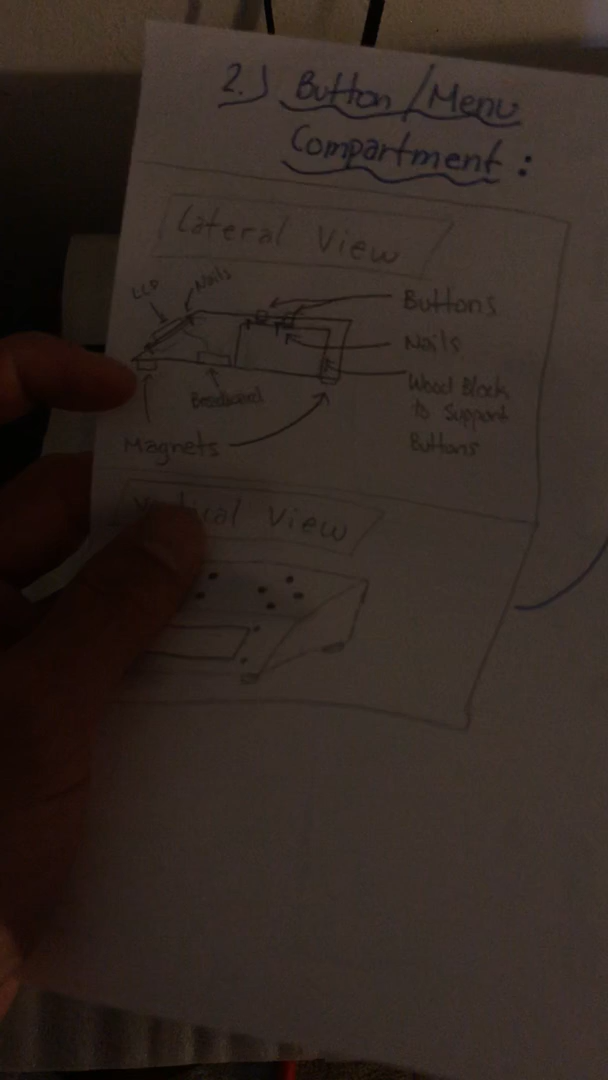 2.) Button/Menu
Compartment:
Lateral View
LCD
Nails
Buttons
Nails
Wood Block
to Support
Buttons
Breadboard
Magnets
View